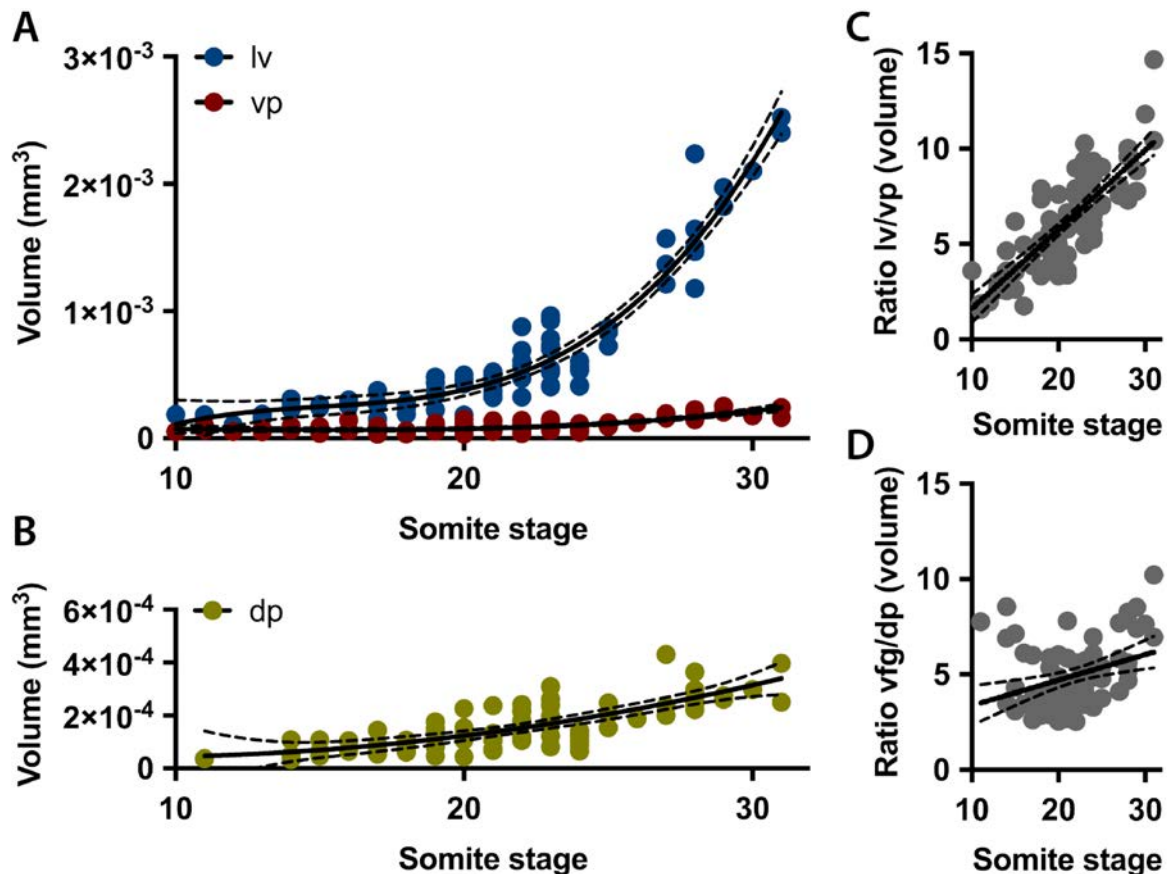 A
lv
vp
3×10⁻³
2×10⁻³
1×10⁻³
0
Volume (mm³)
10
20
30
Somite stage
B
dp
6×10⁻⁴
4×10⁻⁴
2×10⁻⁴
0
Volume (mm³)
10
20
30
Somite stage
C
15
10
5
0
Ratio lv/vp (volume)
10
20
30
Somite stage
D
15
10
5
0
Ratio vfg/dp (volume)
10
20
30
Somite stage